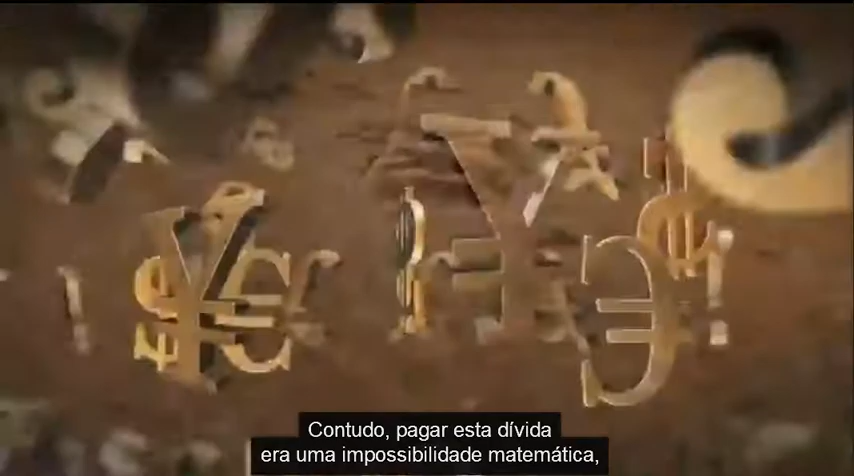 Contudo, pagar esta dívida
era uma impossibilidade matemática,